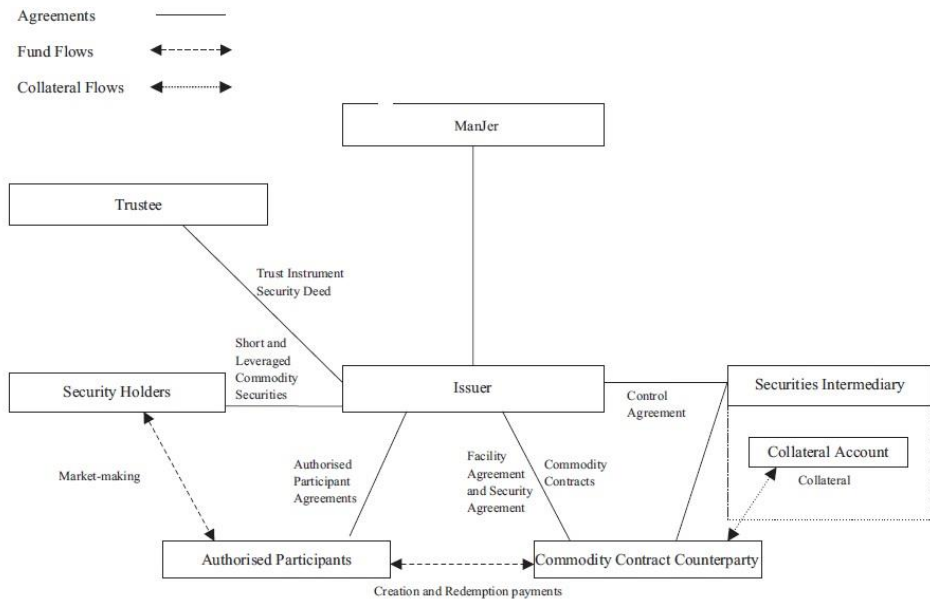 Agreements
Fund Flows
Collateral Flows
ManJer
Trustee
Trust Instrument
Security Deed
Short and
Leveraged
Commodity
Securities
Security Holders
Issuer
Securities Intermediary
Control
Agreement
Collateral Account
Collateral
Market-making
Authorised
Participant
Agreements
Facility
Agreement
and Security
Agreement
Commodity
Contracts
Authorised Participants
Commodity Contract Counterparty
Creation and Redemption payments